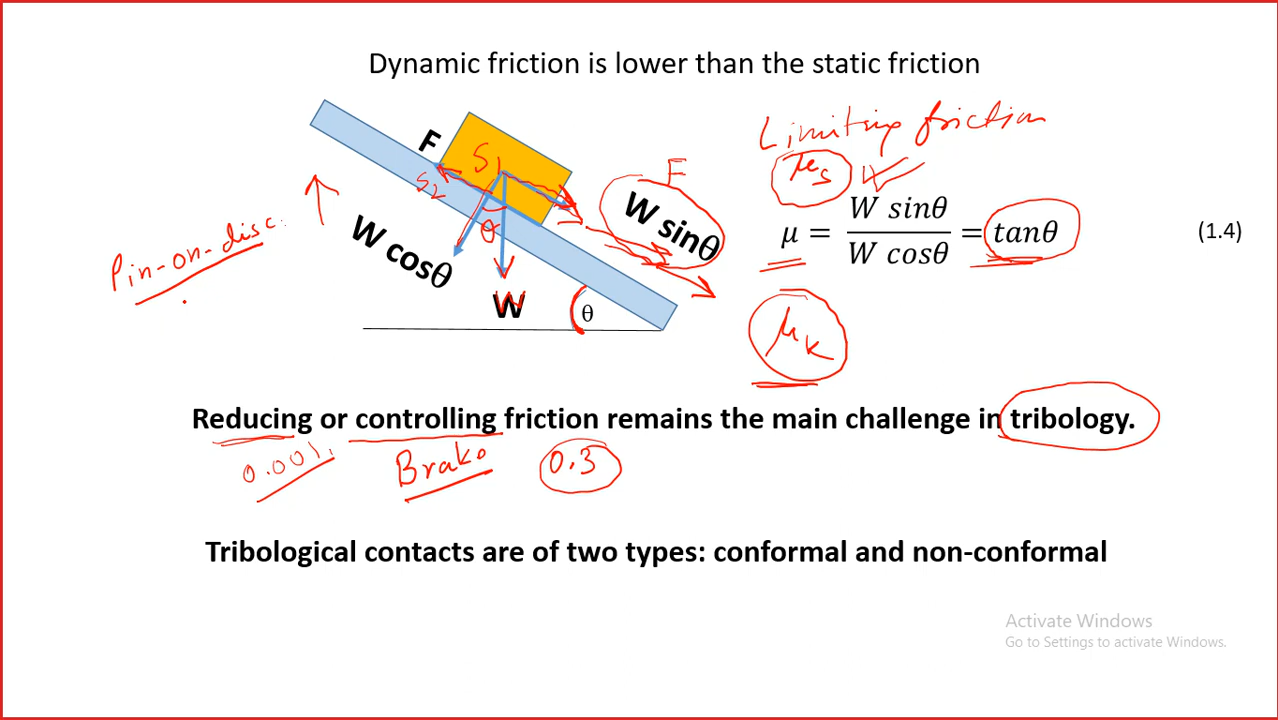 Dynamic friction is lower than the static friction
Limiting friction
F
S1
S2
F
μs
W sinθ
μ = W sinθ / W cosθ = tanθ
(1.4)
Pin-on-disc
W cosθ
θ
W
θ
μk
Reducing or controlling friction remains the main challenge in tribology.
Brake
0.3
Tribological contacts are of two types: conformal and non-conformal
Activate Windows
Go to Settings to activate Windows.